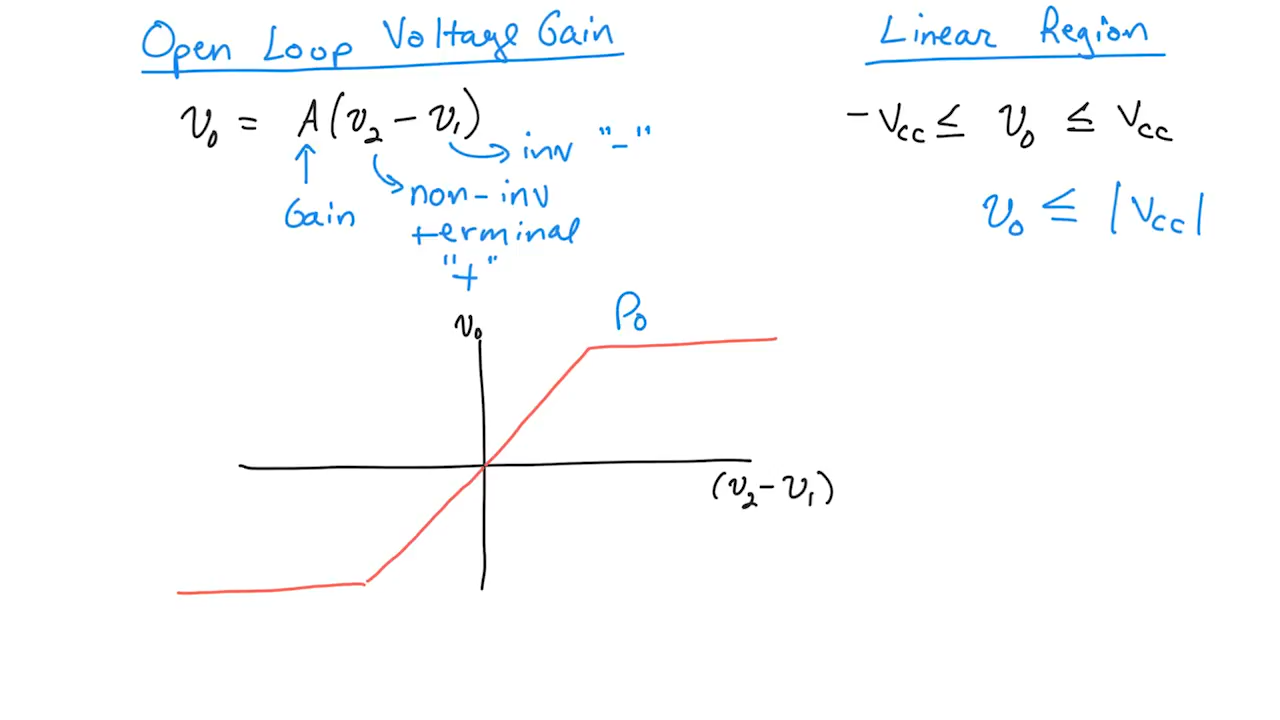 Open Loop Voltage Gain
v₀ = A(v₂ - v₁)
inv "-"
Gain
non-inv
terminal
"+"
Linear Region
-Vcc ≤ v₀ ≤ Vcc
v₀ ≤ |Vcc|
v₀
Po
(v₂ - v₁)